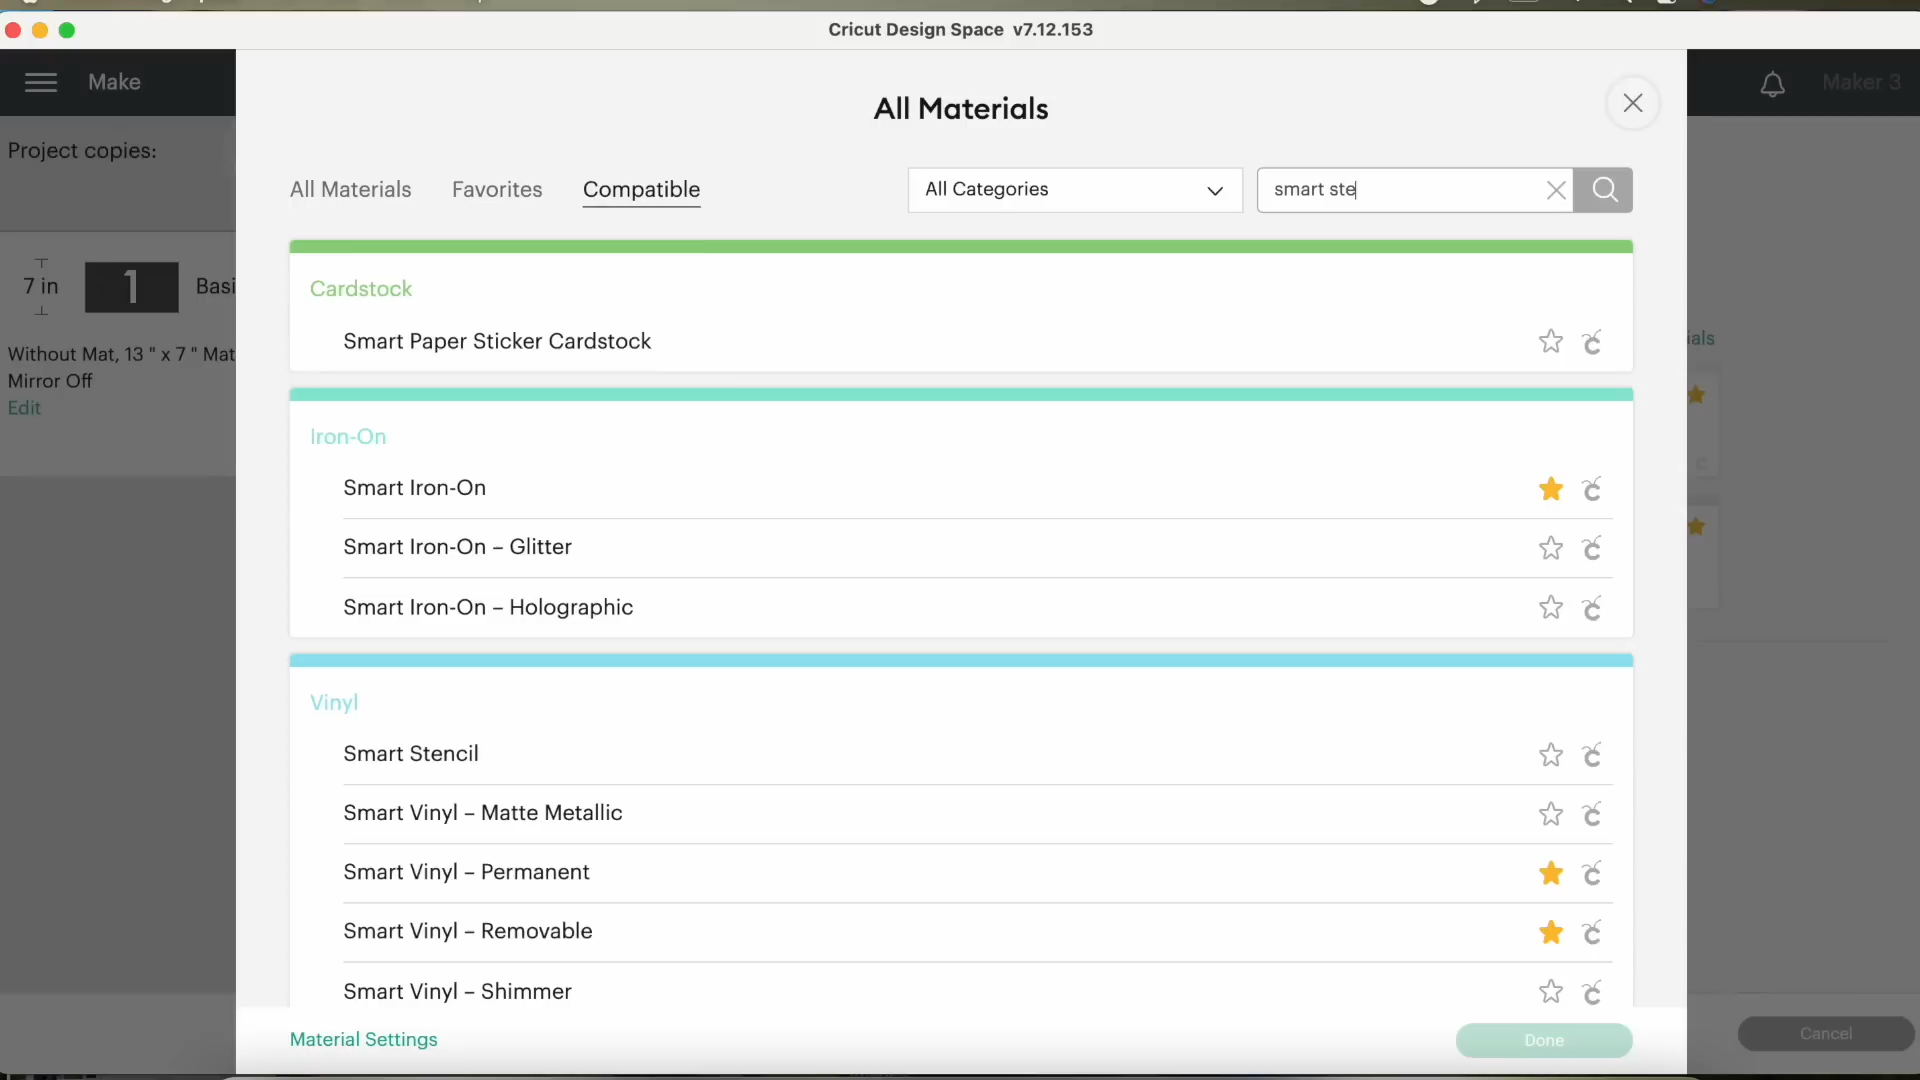 Cricut Design Space v7.12.153
Make
Maker 3
All Materials
Project copies:
All Materials
Favorites
Compatible
All Categories
smart ste
7 in
1
Basi
Without Mat, 13 " x 7 " Mat
Mirror Off
Edit
ials
Cardstock
Smart Paper Sticker Cardstock
Iron-On
Smart Iron-On
Smart Iron-On – Glitter
Smart Iron-On – Holographic
Vinyl
Smart Stencil
Smart Vinyl – Matte Metallic
Smart Vinyl – Permanent
Smart Vinyl – Removable
Smart Vinyl – Shimmer
Material Settings
Done
Cancel